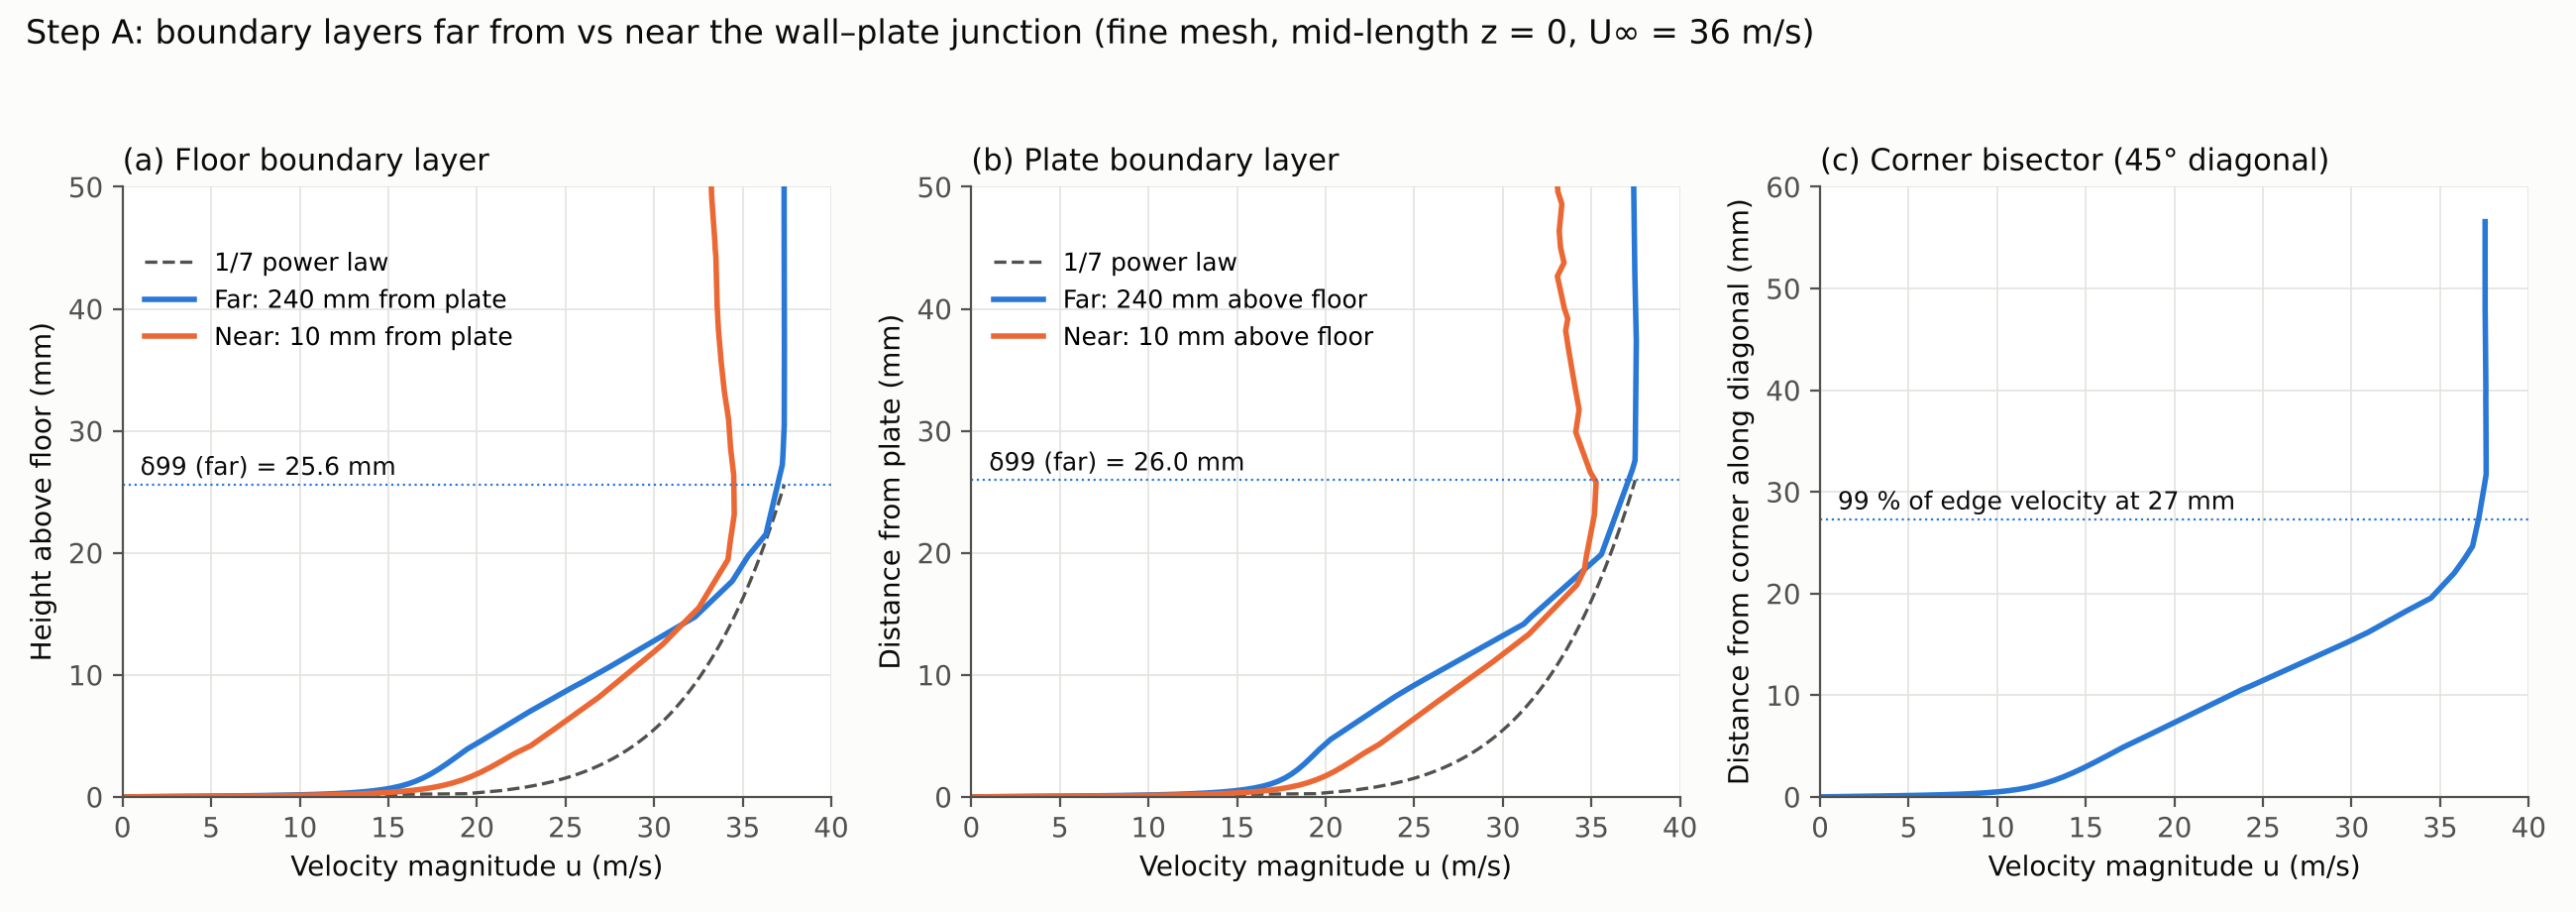 Step A: boundary layers far from vs near the wall–plate junction (fine mesh, mid-length z = 0, U∞ = 36 m/s)
(a) Floor boundary layer
Height above floor (mm)
50
40
30
20
10
0
1/7 power law
Far: 240 mm from plate
Near: 10 mm from plate
δ99 (far) = 25.6 mm
0 5 10 15 20 25 30 35 40
Velocity magnitude u (m/s)
(b) Plate boundary layer
Distance from plate (mm)
50
40
30
20
10
0
1/7 power law
Far: 240 mm above floor
Near: 10 mm above floor
δ99 (far) = 26.0 mm
0 5 10 15 20 25 30 35 40
Velocity magnitude u (m/s)
(c) Corner bisector (45° diagonal)
Distance from corner along diagonal (mm)
60
50
40
30
20
10
0
99 % of edge velocity at 27 mm
0 5 10 15 20 25 30 35 40
Velocity magnitude u (m/s)